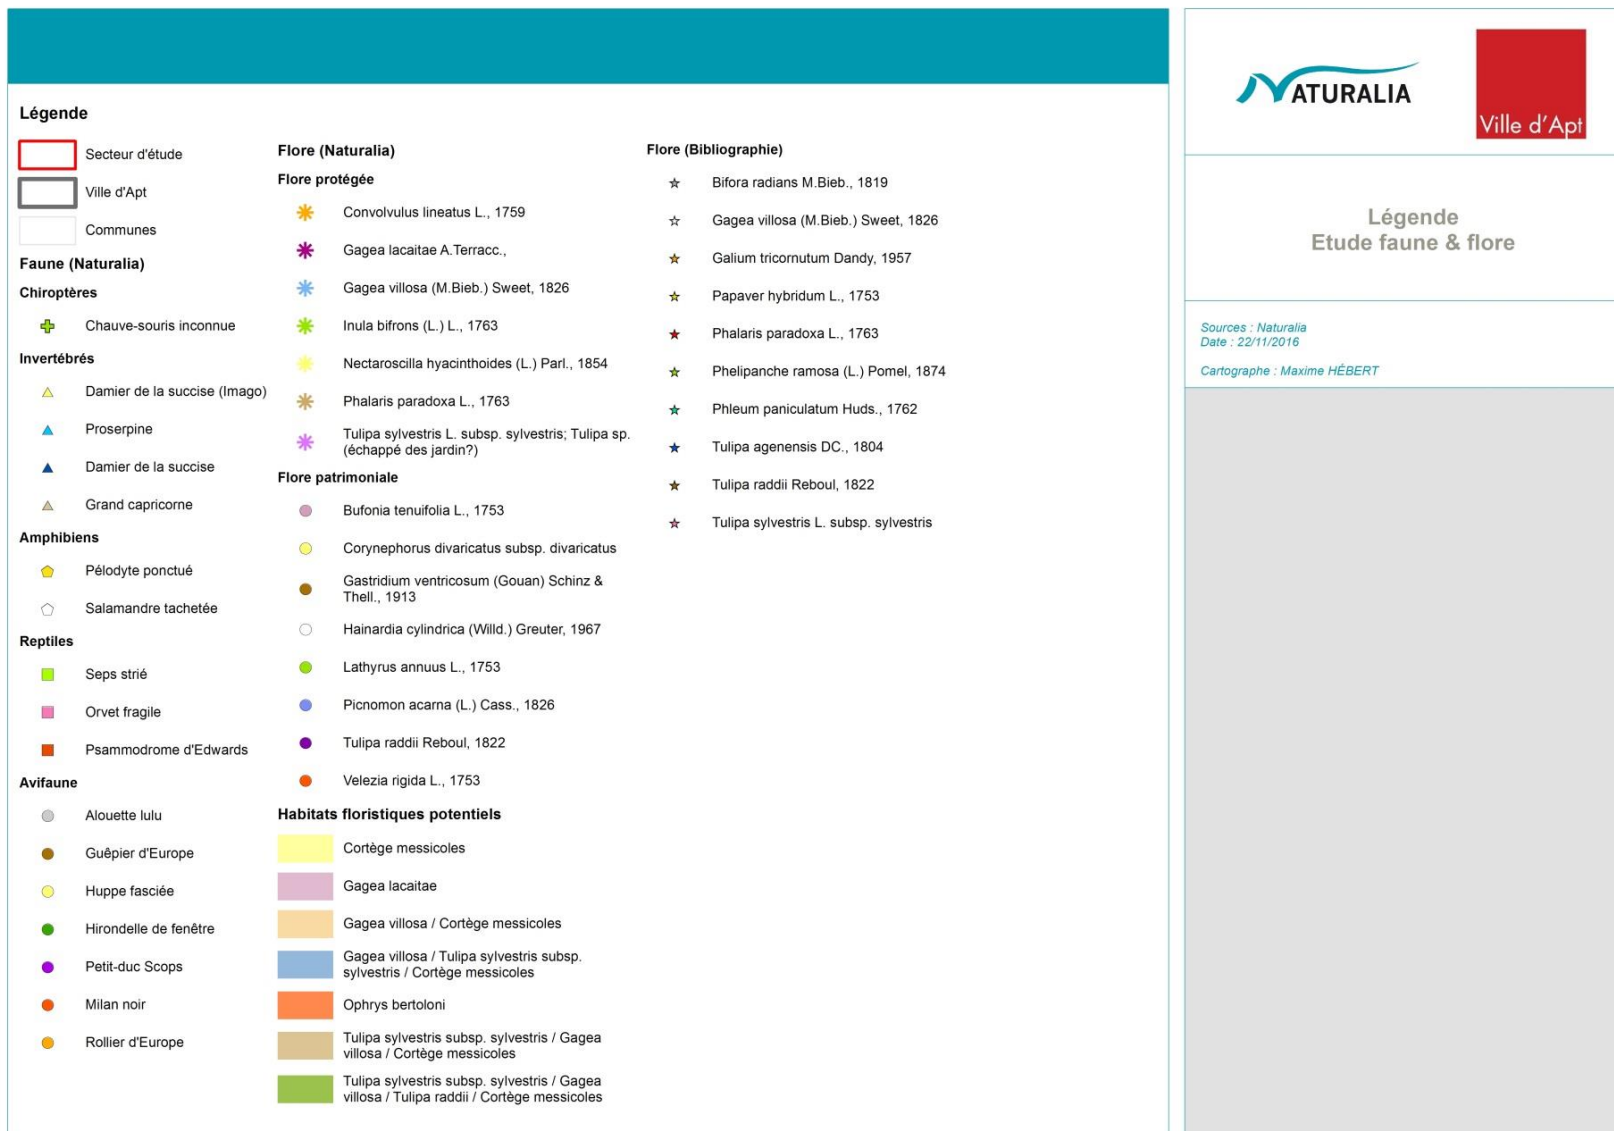 Légende
Secteur d'étude
Ville d'Apt
Communes
Faune (Naturalia)
Chiroptères
Chauve-souris inconnue
Invertébrés
Damier de la succise (Imago)
Proserpine
Damier de la succise
Grand capricorne
Amphibiens
Pélodyte ponctué
Salamandre tachetée
Reptiles
Seps strié
Orvet fragile
Psammodrome d'Edwards
Avifaune
Alouette lulu
Guêpier d'Europe
Huppe fasciée
Hirondelle de fenêtre
Petit-duc Scops
Milan noir
Rollier d'Europe
Flore (Naturalia)
Flore protégée
Convolvulus lineatus L., 1759
Gagea lacaitae A.Terracc.,
Gagea villosa (M.Bieb.) Sweet, 1826
Inula bifrons (L.) L., 1763
Nectaroscilla hyacinthoides (L.) Parl., 1854
Phalaris paradoxa L., 1763
Tulipa sylvestris L. subsp. sylvestris; Tulipa sp.
(échappé des jardin?)
Flore patrimoniale
Bufonia tenuifolia L., 1753
Corynephorus divaricatus subsp. divaricatus
Gastridium ventricosum (Gouan) Schinz &
Thell., 1913
Hainardia cylindrica (Willd.) Greuter, 1967
Lathyrus annuus L., 1753
Picnomon acarna (L.) Cass., 1826
Tulipa raddii Reboul, 1822
Velezia rigida L., 1753
Habitats floristiques potentiels
Cortège messicoles
Gagea lacaitae
Gagea villosa / Cortège messicoles
Gagea villosa / Tulipa sylvestris subsp.
sylvestris / Cortège messicoles
Ophrys bertoloni
Tulipa sylvestris subsp. sylvestris / Gagea
villosa / Cortège messicoles
Tulipa sylvestris subsp. sylvestris / Gagea
villosa / Tulipa raddii / Cortège messicoles
Flore (Bibliographie)
Bifora radians M.Bieb., 1819
Gagea villosa (M.Bieb.) Sweet, 1826
Galium tricornutum Dandy, 1957
Papaver hybridum L., 1753
Phalaris paradoxa L., 1763
Phelipanche ramosa (L.) Pomel, 1874
Phleum paniculatum Huds., 1762
Tulipa agenensis DC., 1804
Tulipa raddii Reboul, 1822
Tulipa sylvestris L. subsp. sylvestris
NATURALIA
Ville d'Apt
Légende
Etude faune & flore
Sources : Naturalia
Date : 22/11/2016
Cartographe : Maxime HÉBERT